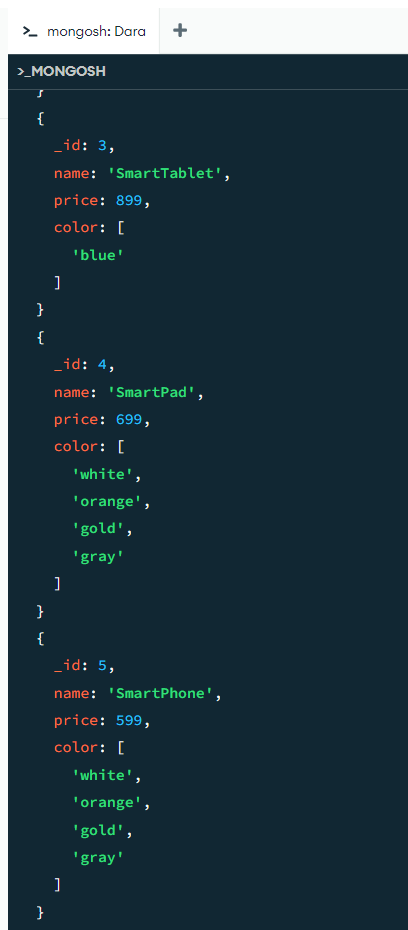 >_ mongosh: Dara +
>_MONGOSH
}
{
_id: 3,
name: 'SmartTablet',
price: 899,
color: [
'blue'
]
}
{
_id: 4,
name: 'SmartPad',
price: 699,
color: [
'white',
'orange',
'gold',
'gray'
]
}
{
_id: 5,
name: 'SmartPhone',
price: 599,
color: [
'white',
'orange',
'gold',
'gray'
]
}